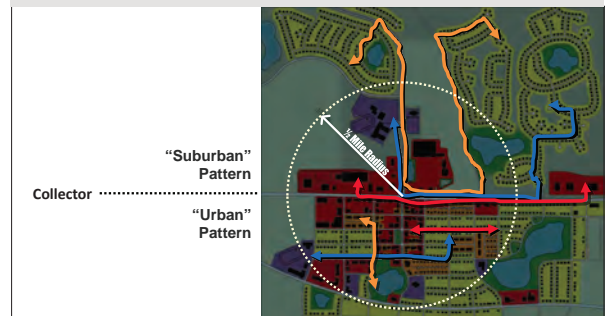 ½ Mile Radius
“Suburban”
Pattern
Collector
“Urban”
Pattern